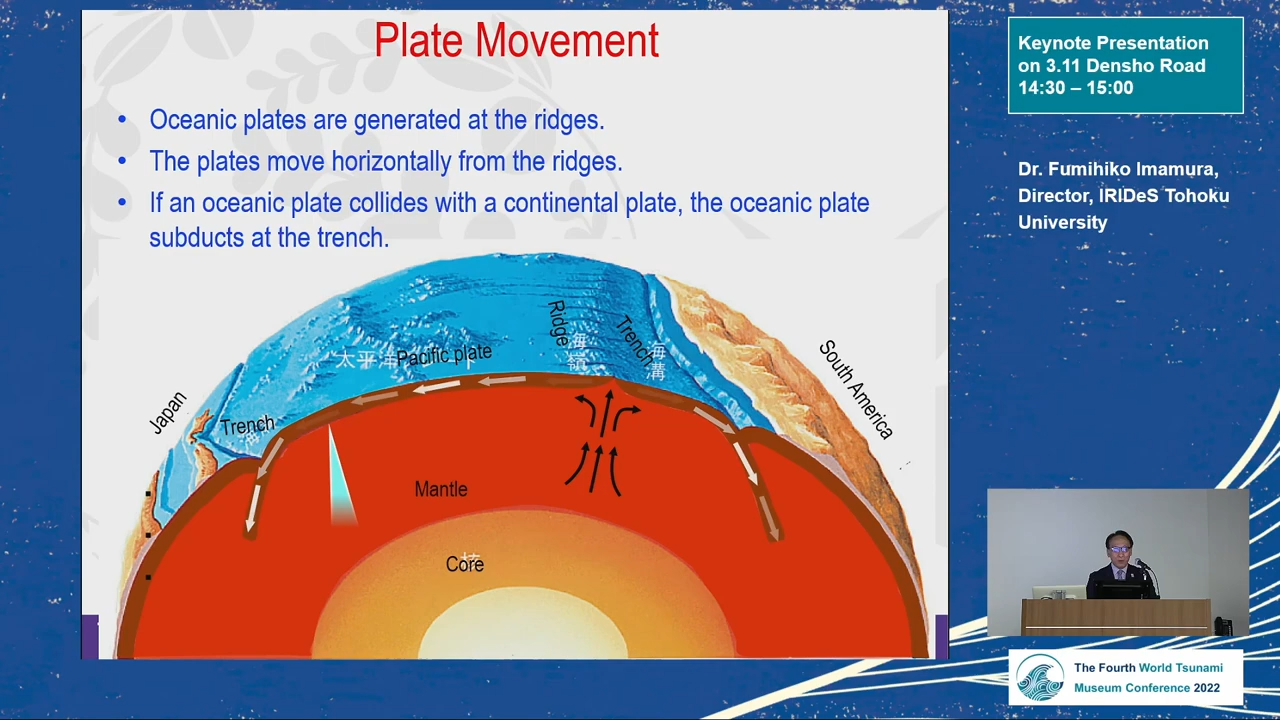 Plate Movement
• Oceanic plates are generated at the ridges.
• The plates move horizontally from the ridges.
• If an oceanic plate collides with a continental plate, the oceanic plate
subducts at the trench.
Japan
Trench
太平洋
Pacific plate
Ridge
海嶺
Trench
海溝
South America
Mantle
Core
Keynote Presentation
on 3.11 Densho Road
14:30 – 15:00
Dr. Fumihiko Imamura,
Director, IRIDeS Tohoku
University
The Fourth World Tsunami
Museum Conference 2022